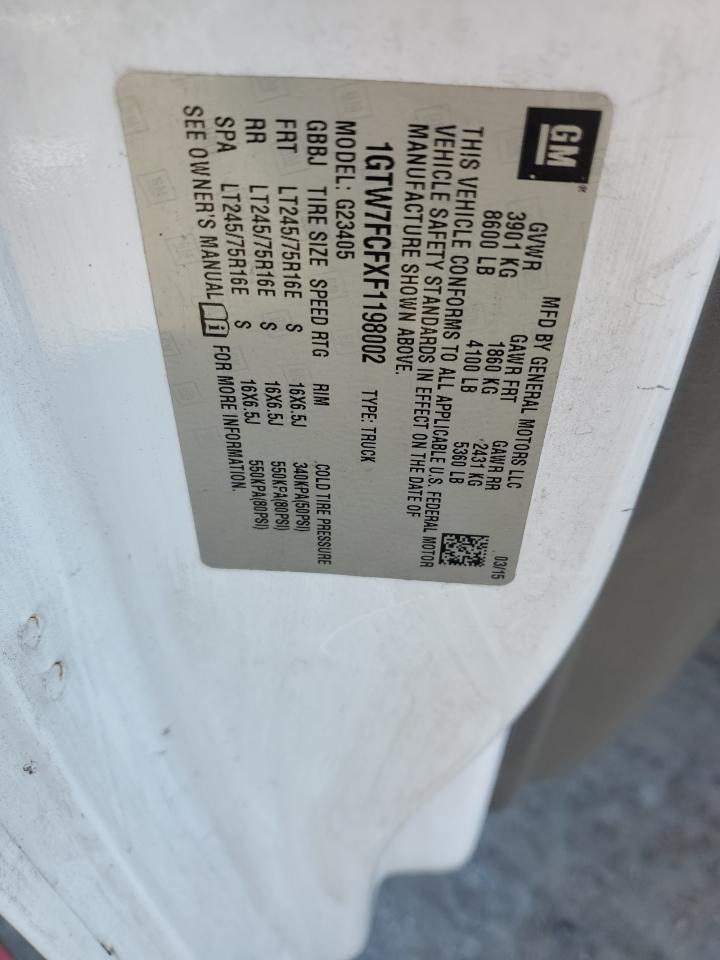 GM
®
MFD BY GENERAL MOTORS LLC
03/15
GVWR GAWR FRT GAWR RR
3901 KG 1860 KG 2431 KG
8600 LB 4100 LB 5360 LB
THIS VEHICLE CONFORMS TO ALL APPLICABLE U.S. FEDERAL MOTOR
VEHICLE SAFETY STANDARDS IN EFFECT ON THE DATE OF
MANUFACTURE SHOWN ABOVE.
1GTW7FCFXF1198002 TYPE: TRUCK
MODEL: G23405
GBBJ TIRE SIZE SPEED RTG RIM COLD TIRE PRESSURE
FRT LT245/75R16E S 16X6.5J 340KPA(50PSI)
RR LT245/75R16E S 16X6.5J 550KPA(80PSI)
SPA LT245/75R16E S 16X6.5J 550KPA(80PSI)
SEE OWNER'S MANUAL i FOR MORE INFORMATION.